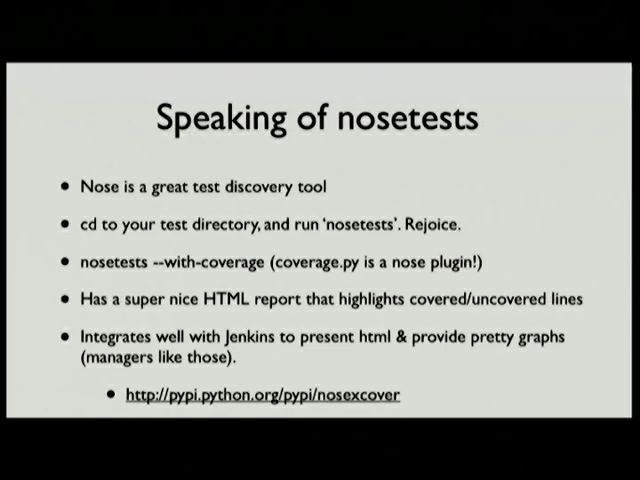 Speaking of nosetests
• Nose is a great test discovery tool
• cd to your test directory, and run ‘nosetests’. Rejoice.
• nosetests --with-coverage (coverage.py is a nose plugin!)
• Has a super nice HTML report that highlights covered/uncovered lines
• Integrates well with Jenkins to present html & provide pretty graphs
(managers like those).
• http://pypi.python.org/pypi/nosexcover